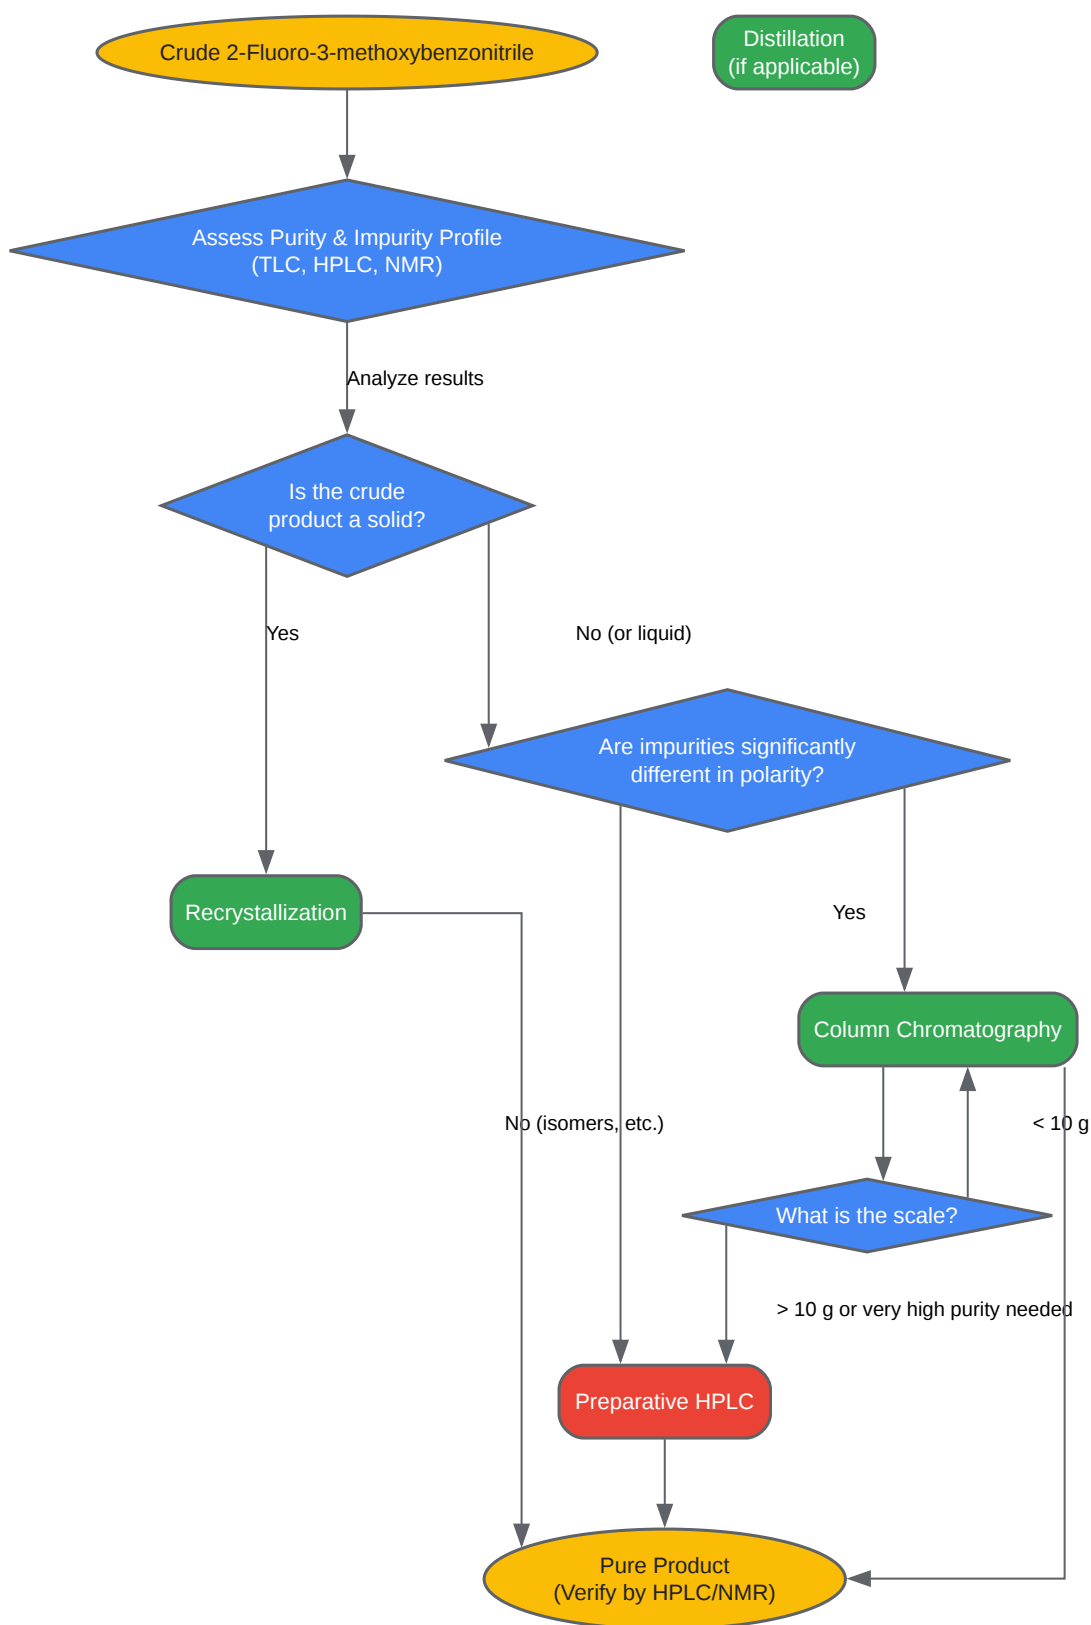 Crude 2-Fluoro-3-methoxybenzonitrile
Distillation
(if applicable)
Assess Purity & Impurity Profile
(TLC, HPLC, NMR)
Analyze results
Is the crude
product a solid?
Yes
No (or liquid)
Are impurities significantly
different in polarity?
Recrystallization
Yes
Column Chromatography
No (isomers, etc.)
< 10 g
What is the scale?
> 10 g or very high purity needed
Preparative HPLC
Pure Product
(Verify by HPLC/NMR)